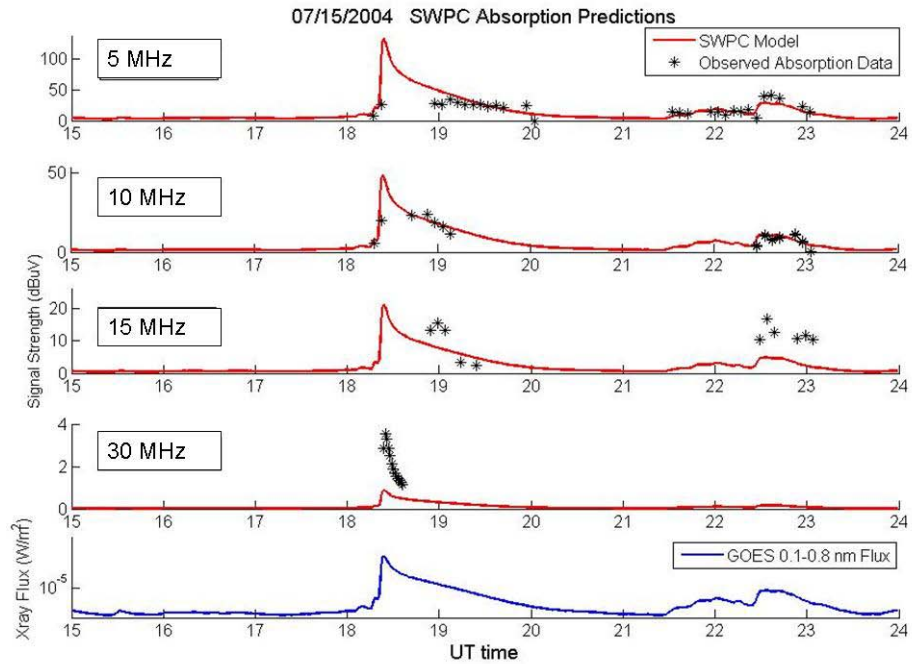 07/15/2004 SWPC Absorption Predictions
5 MHz
SWPC Model
Observed Absorption Data
100
50
0
15 16 17 18 19 20 21 22 23 24
10 MHz
50
0
15 16 17 18 19 20 21 22 23 24
15 MHz
20
10
0
15 16 17 18 19 20 21 22 23 24
Signal Strength (dBuV)
30 MHz
4
2
0
15 16 17 18 19 20 21 22 23 24
GOES 0.1-0.8 nm Flux
10⁻⁵
Xray Flux (W/m²)
15 16 17 18 19 20 21 22 23 24
UT time